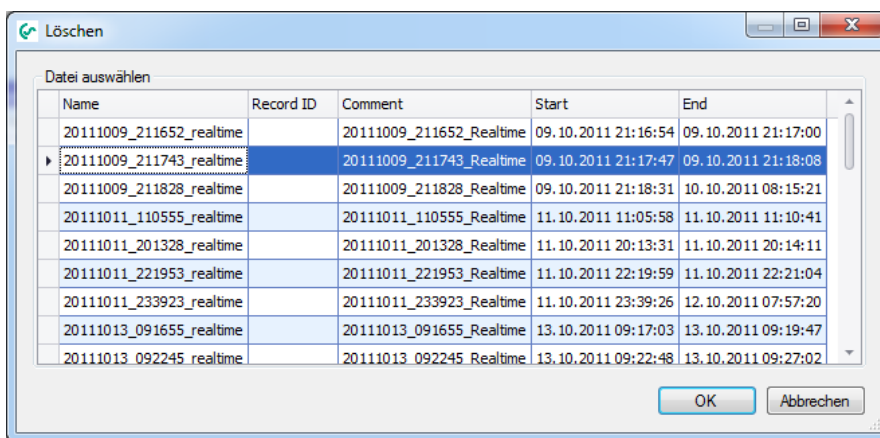 Löschen
Datei auswählen
Name Record ID Comment Start End
20111009_211652_realtime 20111009_211652_Realtime 09.10.2011 21:16:54 09.10.2011 21:17:00
20111009_211743_realtime 20111009_211743_Realtime 09.10.2011 21:17:47 09.10.2011 21:18:08
20111009_211828_realtime 20111009_211828_Realtime 09.10.2011 21:18:31 10.10.2011 08:15:21
20111011_110555_realtime 20111011_110555_Realtime 11.10.2011 11:05:58 11.10.2011 11:10:41
20111011_201328_realtime 20111011_201328_Realtime 11.10.2011 20:13:31 11.10.2011 20:14:11
20111011_221953_realtime 20111011_221953_Realtime 11.10.2011 22:19:59 11.10.2011 22:21:04
20111011_233923_realtime 20111011_233923_Realtime 11.10.2011 23:39:26 12.10.2011 07:57:20
20111013_091655_realtime 20111013_091655_Realtime 13.10.2011 09:17:03 13.10.2011 09:19:47
20111013_092245_realtime 20111013_092245_Realtime 13.10.2011 09:22:48 13.10.2011 09:27:02
OK Abbrechen